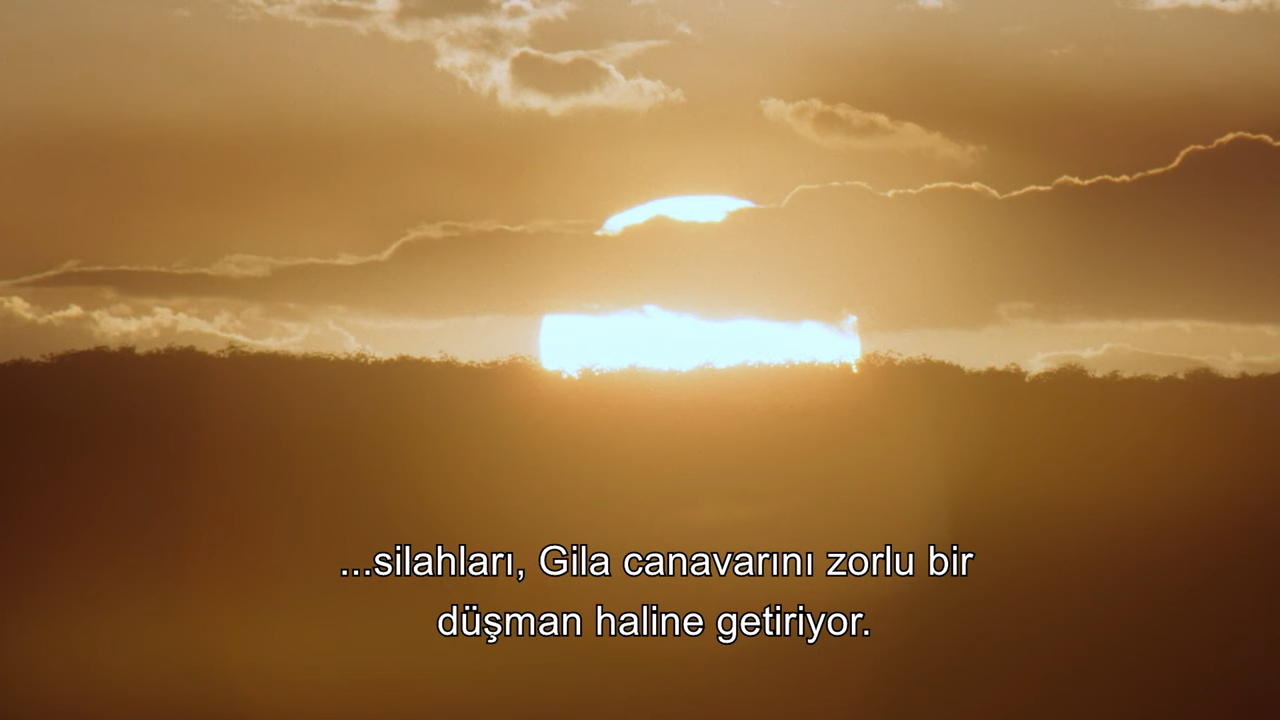 ...silahları, Gila canavarını zorlu bir
düşman haline getiriyor.